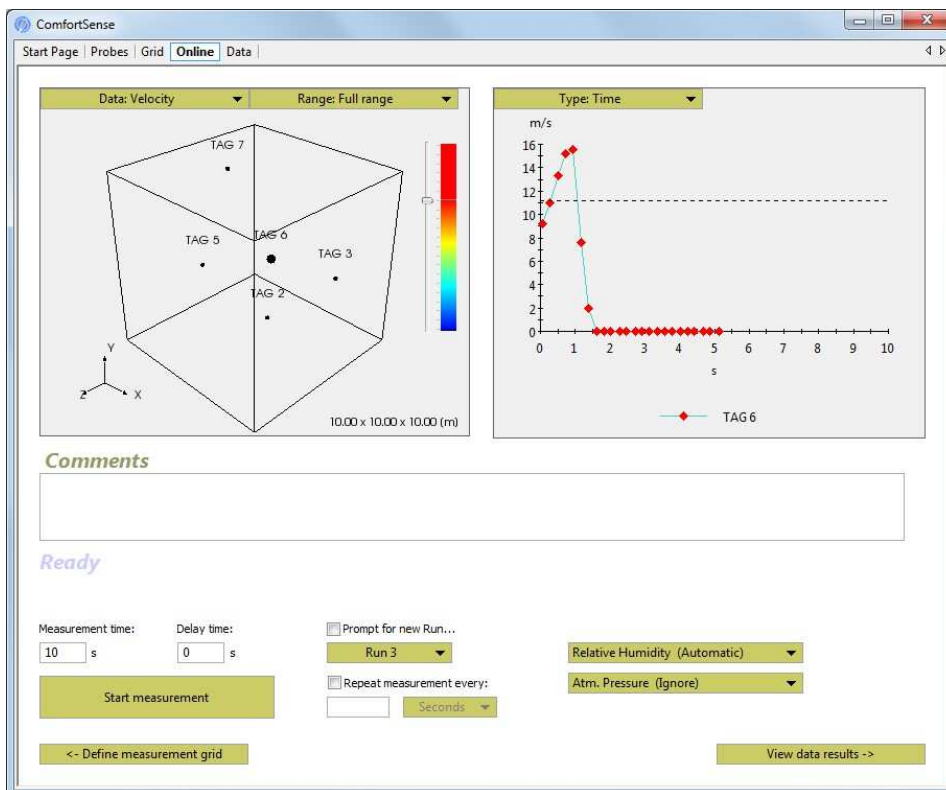 ComfortSense
Start Page | Probes | Grid | Online | Data |
Data: Velocity
Range: Full range
TAG 7
TAG 5
TAG 6
TAG 3
TAG 2
Y
Z
X
10.00 x 10.00 x 10.00 (m)
Type: Time
m/s
16
14
12
10
8
6
4
2
0
0 1 2 3 4 5 6 7 8 9 10
s
TAG 6
Comments
Ready
Measurement time:
Delay time:
10 s
0 s
Start measurement
Prompt for new Run...
Run 3
Repeat measurement every:
Seconds
Relative Humidity (Automatic)
Atm. Pressure (Ignore)
<- Define measurement grid
View data results ->